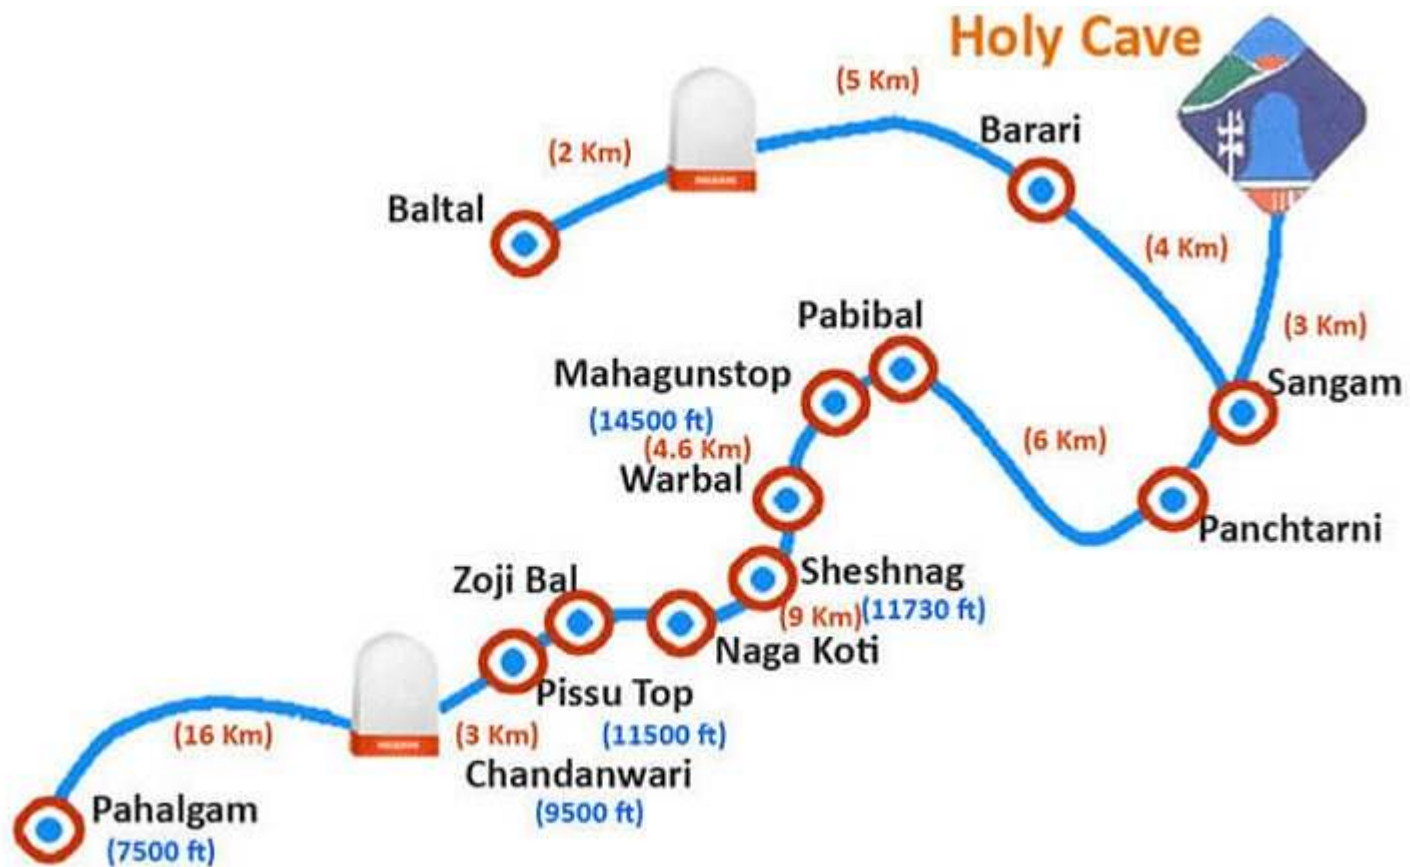 Holy Cave
(5 Km)
Barari
(2 Km)
Baltal
(4 Km)
Pabibal
(3 Km)
Mahagunstop
Sangam
(14500 ft)
(4.6 Km)
(6 Km)
Warbal
Panchtarni
Zoji Bal
Sheshnag
(9 Km)
(11730 ft)
Naga Koti
Pissu Top
(16 Km)
(3 Km)
(11500 ft)
Chandanwari
Pahalgam
(9500 ft)
(7500 ft)